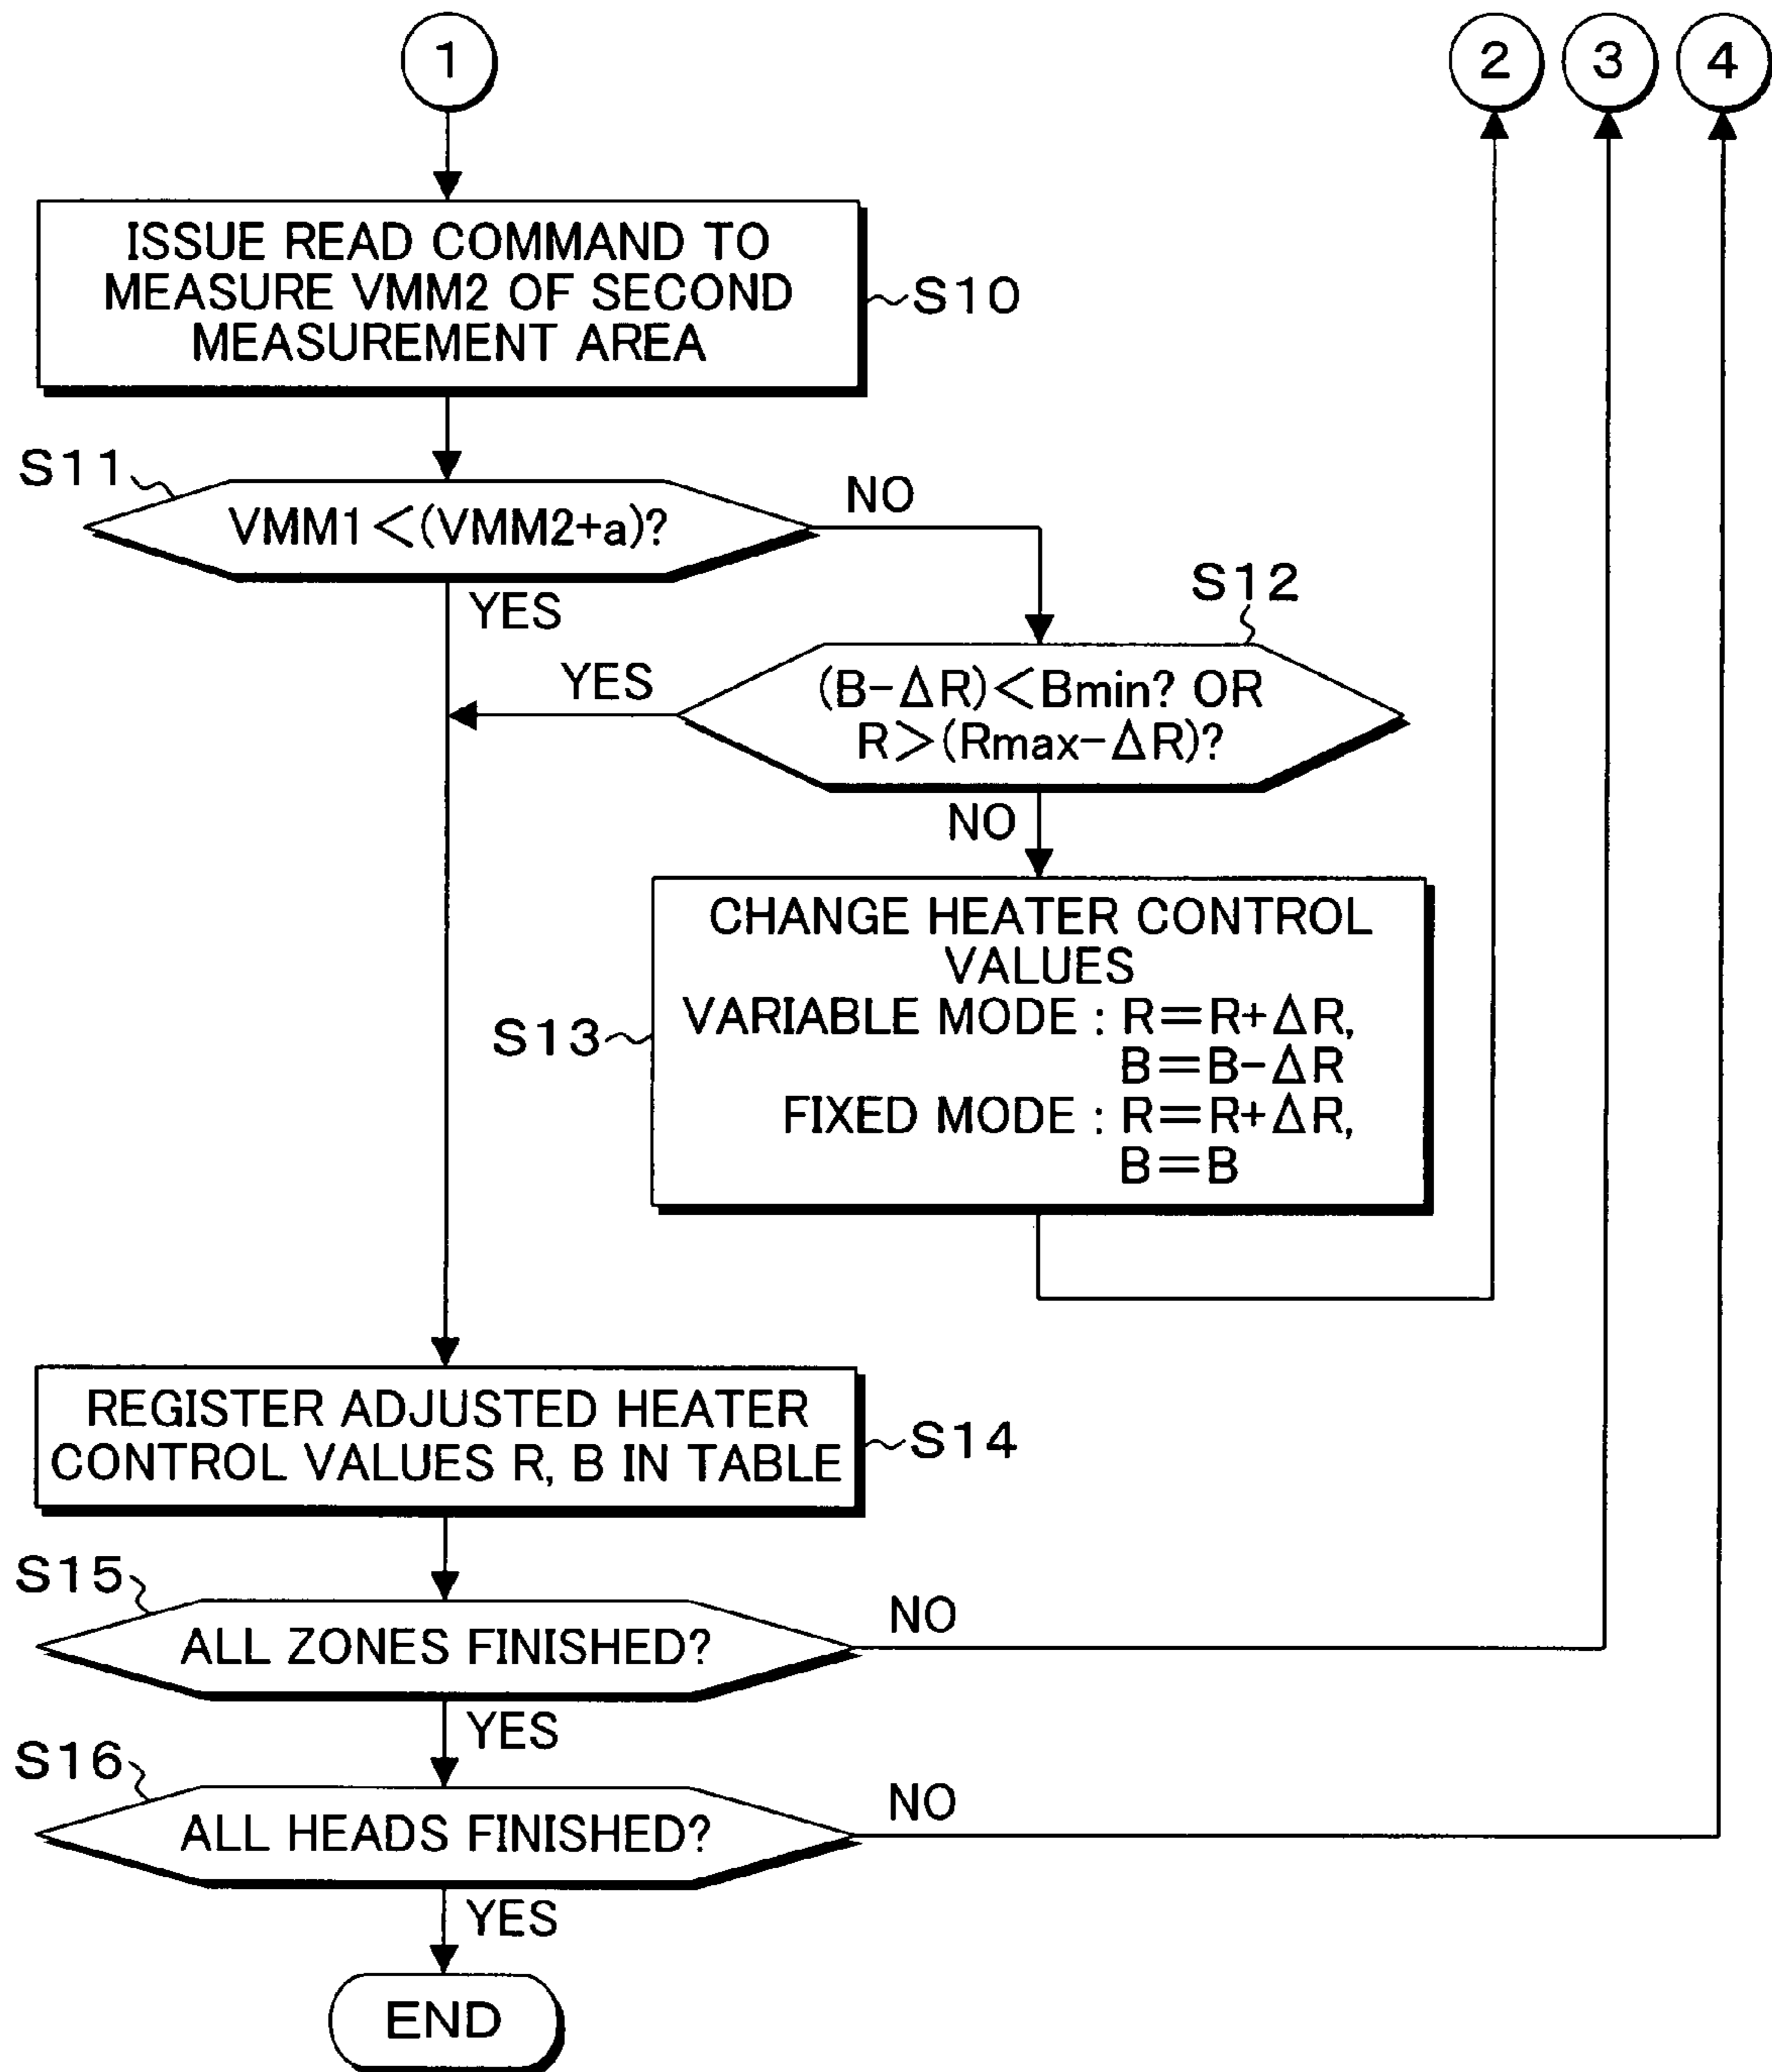 1
2
3
4
ISSUE READ COMMAND TO
MEASURE VMM2 OF SECOND
MEASUREMENT AREA
S10
S11
VMM1<(VMM2+a)?
NO
YES
S12
(B-ΔR)<Bmin? OR
R>(Rmax-ΔR)?
YES
NO
CHANGE HEATER CONTROL
VALUES
VARIABLE MODE : R=R+ΔR,
B=B-ΔR
FIXED MODE : R=R+ΔR,
B=B
S13
REGISTER ADJUSTED HEATER
CONTROL VALUES R, B IN TABLE
S14
S15
ALL ZONES FINISHED?
NO
YES
S16
ALL HEADS FINISHED?
NO
YES
END